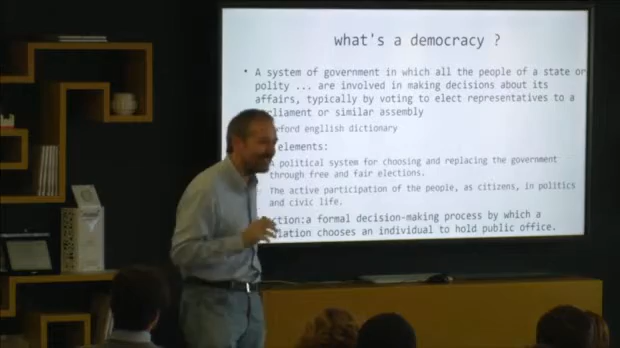 what's a democracy ?
• A system of government in which all the people of a state or
polity ... are involved in making decisions about its
affairs, typically by voting to elect representatives to a
rliament or similar assembly
xford engllish dictionary
elements:
A political system for choosing and replacing the government
through free and fair elections.
The active participation of the people, as citizens, in politics
and civic life.
ction:a formal decision-making process by which a
lation chooses an individual to hold public office.